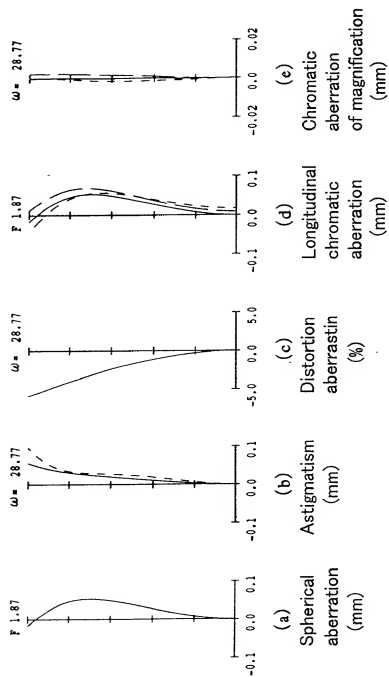 F 1.87
-0.1 0.0 0.1
(a)
Spherical
aberration
(mm)
ω= 28.77
-0.1 0.0 0.1
(b)
Astigmatism
(mm)
ω= 28.77
-5.0 0.0 5.0
(c)
Distortion
aberrastin
(%)
F 1.87
-0.1 0.0 0.1
(d)
Longitudinal
chromatic
aberration
(mm)
ω= 28.77
-0.02 0.0 0.02
(e)
Chromatic
aberration
of magnification
(mm)